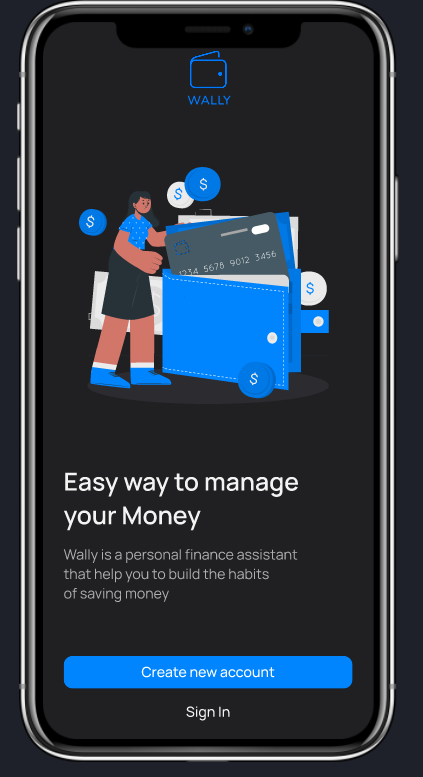 WALLY
$
$
$
1234 5678 9012 3456
$
$
Easy way to manage
your Money
Wally is a personal finance assistant
that help you to build the habits
of saving money
Create new account
Sign In